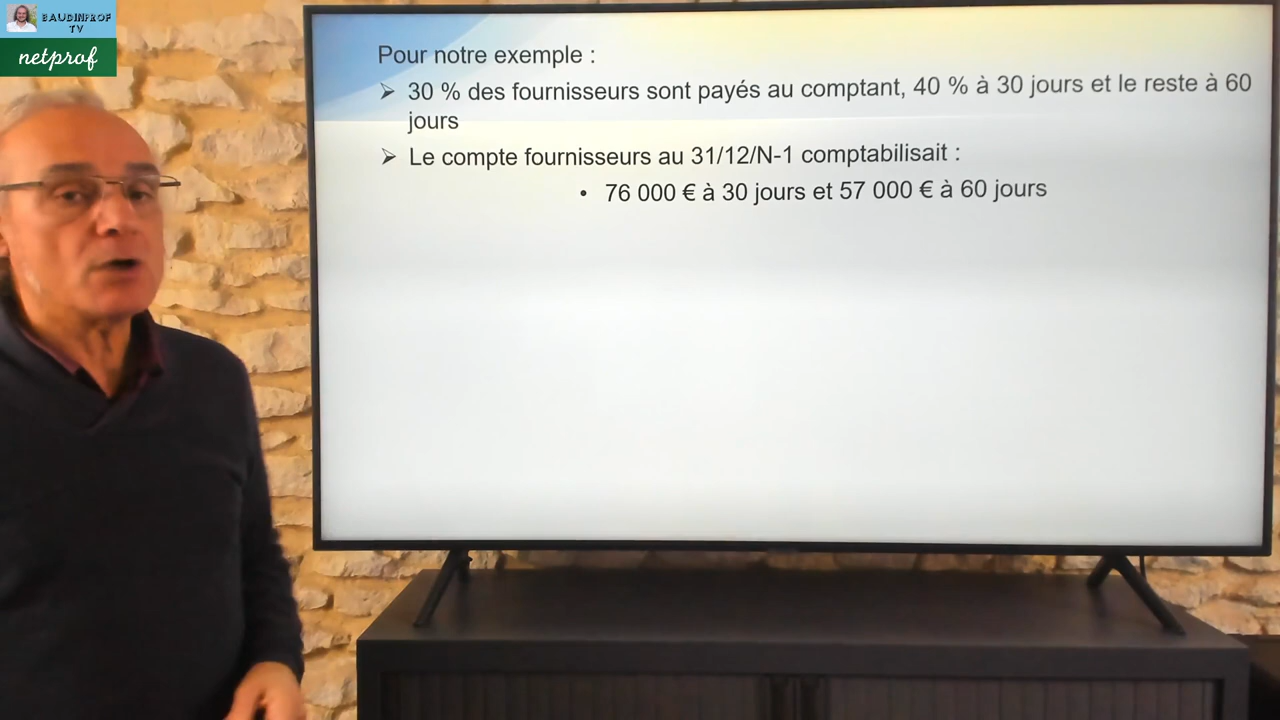 BAUDINPROF
TV
netprof
Pour notre exemple :
➢ 30 % des fournisseurs sont payés au comptant, 40 % à 30 jours et le reste à 60
jours
➢ Le compte fournisseurs au 31/12/N-1 comptabilisait :
• 76 000 € à 30 jours et 57 000 € à 60 jours